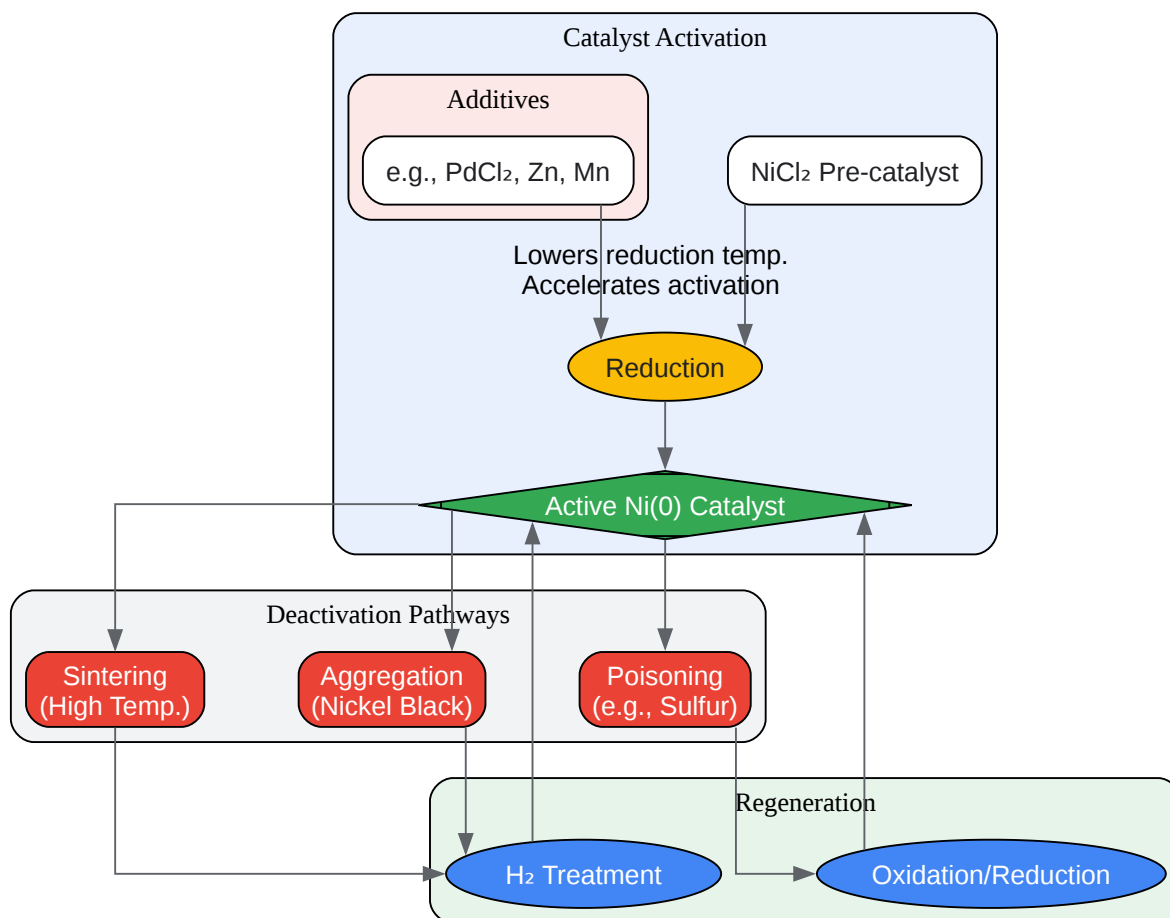 Catalyst Activation
Additives
e.g., PdCl₂, Zn, Mn
NiCl₂ Pre-catalyst
Lowers reduction temp.
Accelerates activation
Reduction
Active Ni(0) Catalyst
Deactivation Pathways
Sintering
(High Temp.)
Aggregation
(Nickel Black)
Poisoning
(e.g., Sulfur)
Regeneration
H₂ Treatment
Oxidation/Reduction